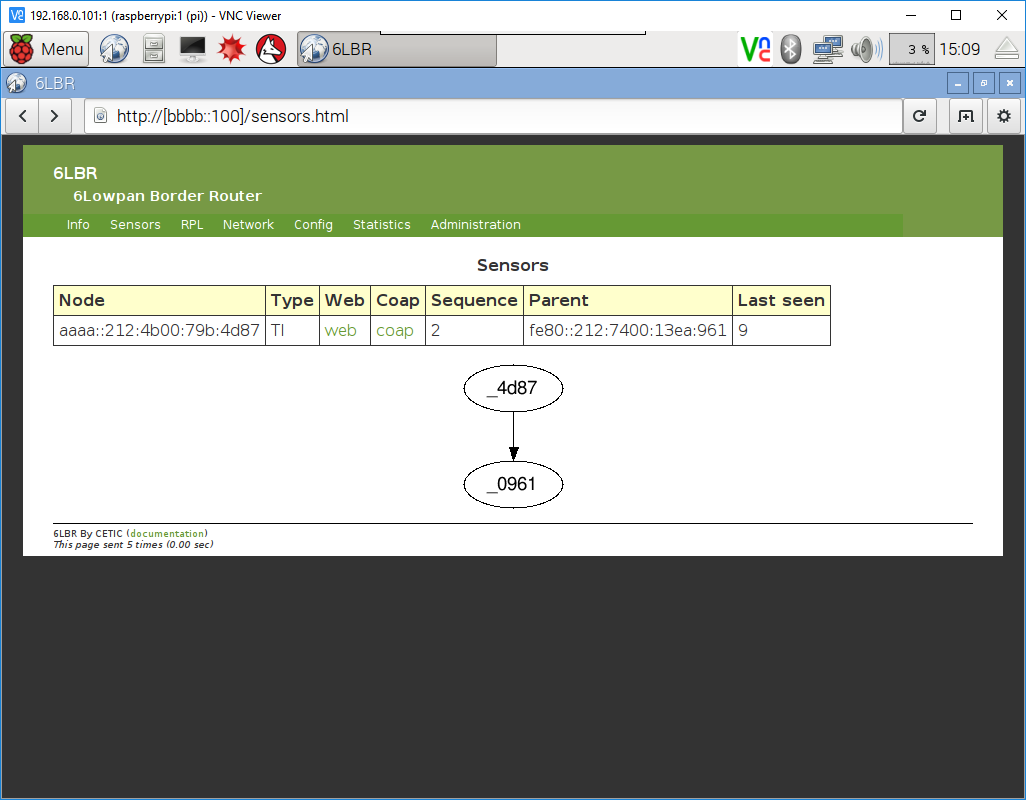 192.168.0.101:1 (raspberrypi:1 (pi)) - VNC Viewer
Menu 6LBR 3 % 15:09
6LBR
http://[bbbb::100]/sensors.html
6LBR
6Lowpan Border Router
Info Sensors RPL Network Config Statistics Administration
Sensors
Node Type Web Coap Sequence Parent Last seen
aaaa::212:4b00:79b:4d87 TI web coap 2 fe80::212:7400:13ea:961 9
_4d87
_0961
6LBR By CETIC (documentation)
This page sent 5 times (0.00 sec)